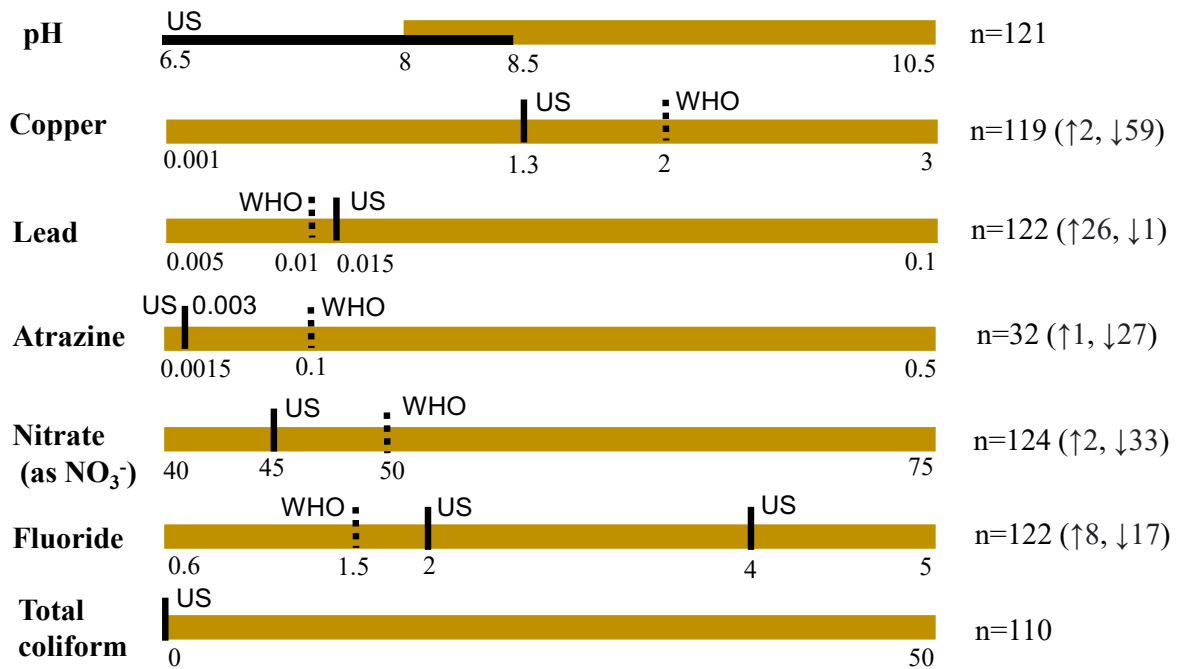 US
pH
6.5 8 8.5 10.5
n=121
US WHO
Copper
0.001 1.3 2 3
n=119 (↑2, ↓59)
WHO US
Lead
0.005 0.01 0.015 0.1
n=122 (↑26, ↓1)
US 0.003 WHO
Atrazine
0.0015 0.1 0.5
n=32 (↑1, ↓27)
US WHO
Nitrate
(as NO₃⁻)
40 45 50 75
n=124 (↑2, ↓33)
WHO US US
Fluoride
0.6 1.5 2 4 5
n=122 (↑8, ↓17)
US
Total
coliform
0 50
n=110